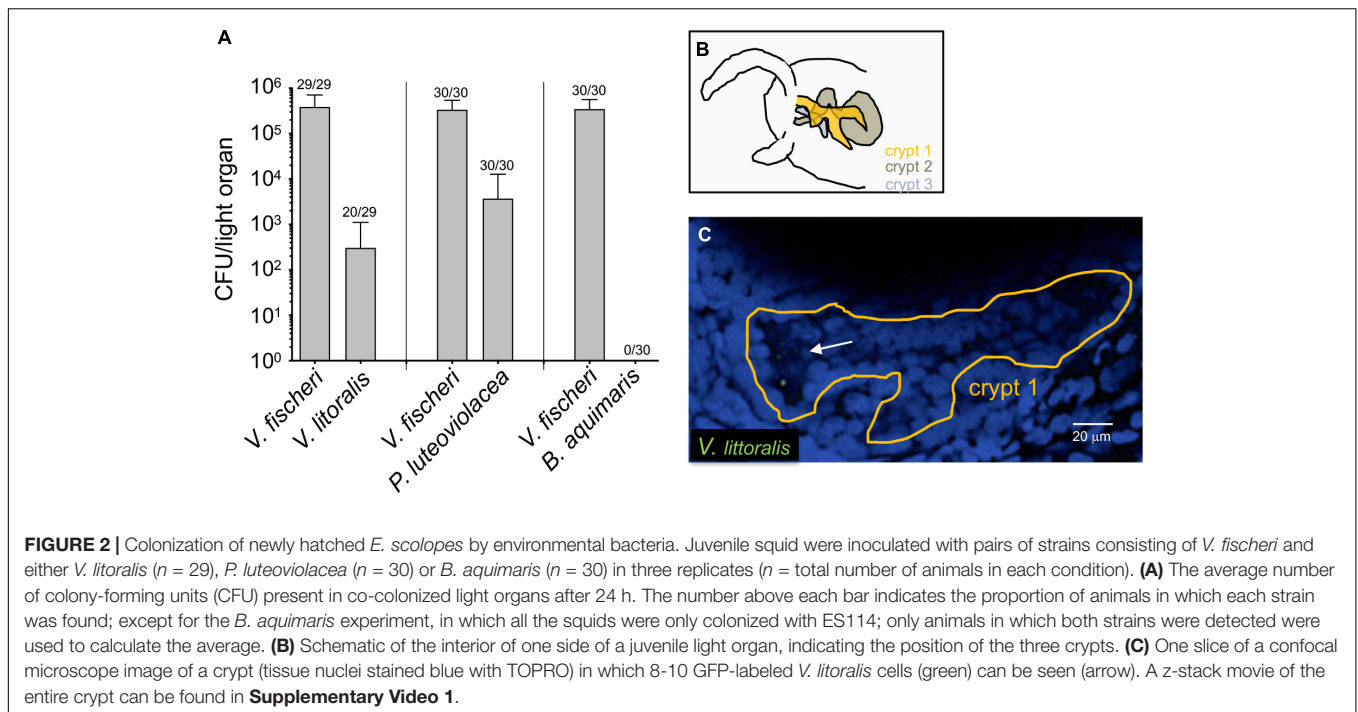 A
CFU/light organ
10⁶
10⁵
10⁴
10³
10²
10¹
10⁰
29/29
20/29
30/30
30/30
30/30
0/30
V. fischeri
V. litoralis
V. fischeri
P. luteoviolacea
V. fischeri
B. aquimaris
B
crypt 1
crypt 2
crypt 3
C
crypt 1
20 µm
V. littoralis
FIGURE 2 | Colonization of newly hatched E. scolopes by environmental bacteria. Juvenile squid were inoculated with pairs of strains consisting of V. fischeri and
either V. litoralis (n = 29), P. luteoviolacea (n = 30) or B. aquimaris (n = 30) in three replicates (n = total number of animals in each condition). (A) The average number
of colony-forming units (CFU) present in co-colonized light organs after 24 h. The number above each bar indicates the proportion of animals in which each strain
was found; except for the B. aquimaris experiment, in which all the squids were only colonized with ES114; only animals in which both strains were detected were
used to calculate the average. (B) Schematic of the interior of one side of a juvenile light organ, indicating the position of the three crypts. (C) One slice of a confocal
microscope image of a crypt (tissue nuclei stained blue with TOPRO) in which 8-10 GFP-labeled V. litoralis cells (green) can be seen (arrow). A z-stack movie of the
entire crypt can be found in Supplementary Video 1.